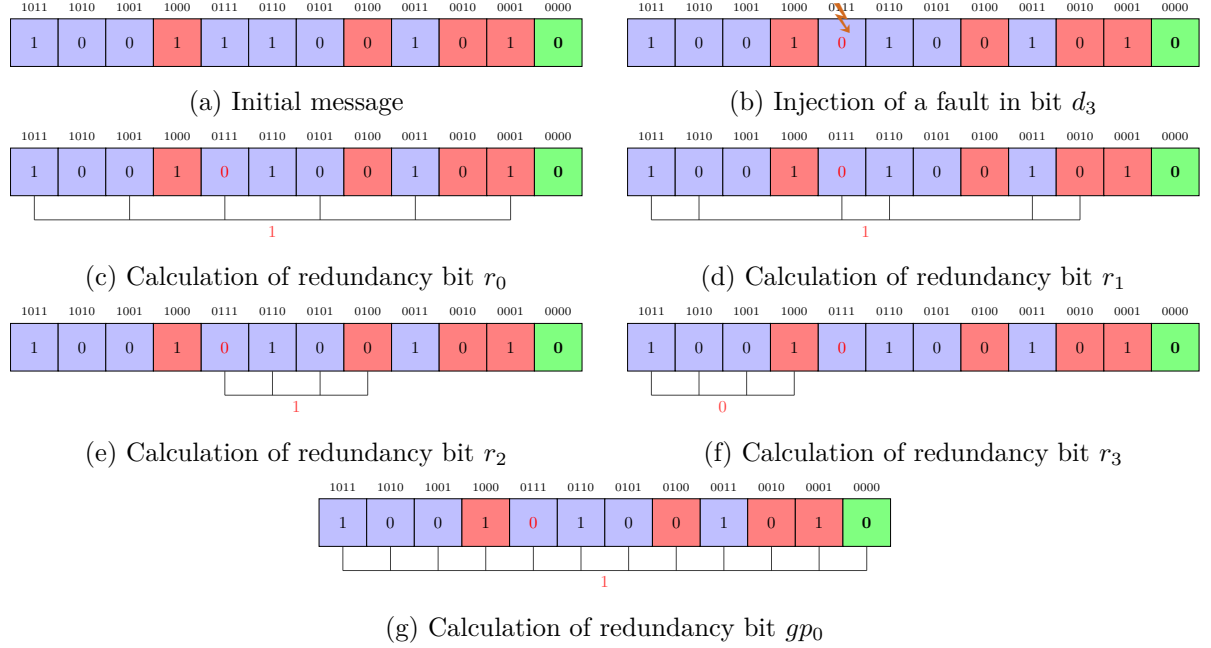 1011 1010 1001 1000 0111 0110 0101 0100 0011 0010 0001 0000
1 0 0 1 1 1 0 0 1 0 1 0
(a) Initial message
1011 1010 1001 1000 0111 0110 0101 0100 0011 0010 0001 0000
1 0 0 1 0 1 0 0 1 0 1 0
(b) Injection of a fault in bit d3
1011 1010 1001 1000 0111 0110 0101 0100 0011 0010 0001 0000
1 0 0 1 0 1 0 0 1 0 1 0
1
(c) Calculation of redundancy bit r0
1011 1010 1001 1000 0111 0110 0101 0100 0011 0010 0001 0000
1 0 0 1 0 1 0 0 1 0 1 0
1
(d) Calculation of redundancy bit r1
1011 1010 1001 1000 0111 0110 0101 0100 0011 0010 0001 0000
1 0 0 1 0 1 0 0 1 0 1 0
1
(e) Calculation of redundancy bit r2
1011 1010 1001 1000 0111 0110 0101 0100 0011 0010 0001 0000
1 0 0 1 0 1 0 0 1 0 1 0
0
(f) Calculation of redundancy bit r3
1011 1010 1001 1000 0111 0110 0101 0100 0011 0010 0001 0000
1 0 0 1 0 1 0 0 1 0 1 0
1
(g) Calculation of redundancy bit gp0